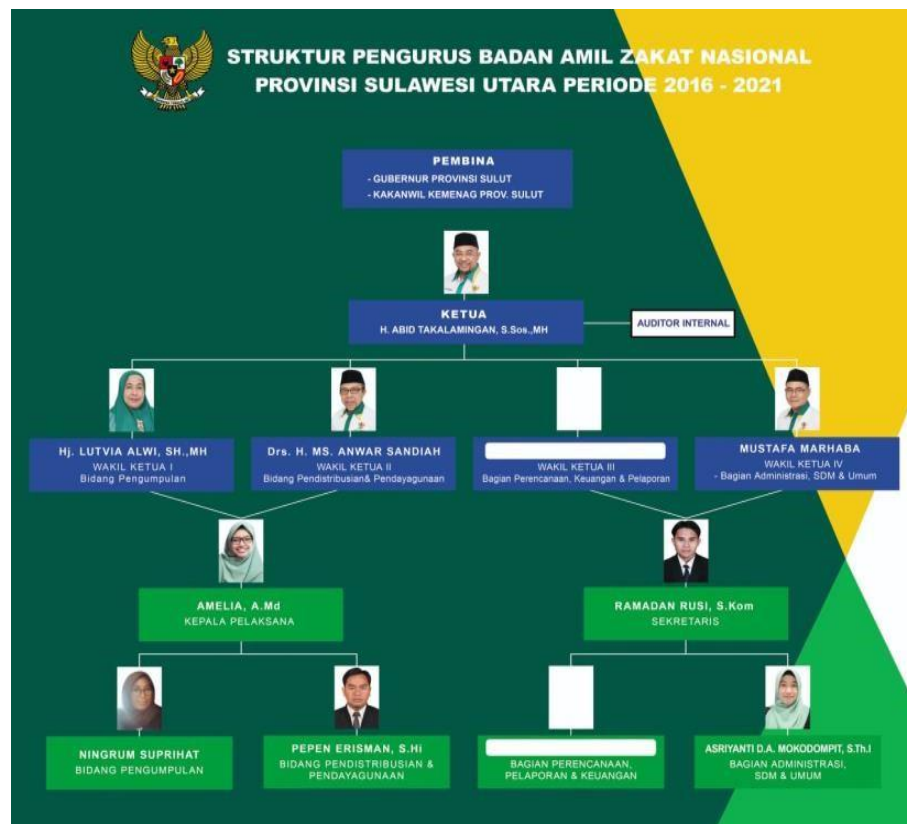 STRUKTUR PENGURUS BADAN AMIL ZAKAT NASIONAL
PROVINSI SULAWESI UTARA PERIODE 2016 - 2021
PEMBINA
- GUBERNUR PROVINSI SULUT
- KAKANWIL KEMENAG PROV. SULUT
KETUA
H. ABID TAKALAMINGAN, S.Sos.,MH
AUDITOR INTERNAL
Hj. LUTVIA ALWI, SH.,MH
WAKIL KETUA I
Bidang Pengumpulan
Drs. H. MS. ANWAR SANDIAH
WAKIL KETUA II
Bidang Pendistribusian& Pendayagunaan
WAKIL KETUA III
Bagian Perencanaan, Keuangan & Pelaporan
MUSTAFA MARHABA
WAKIL KETUA IV
- Bagian Administrasi, SDM & Umum
AMELIA, A.Md
KEPALA PELAKSANA
RAMADAN RUSI, S.Kom
SEKRETARIS
NINGRUM SUPRIHAT
BIDANG PENGUMPULAN
PEPEN ERISMAN, S.Hi
BIDANG PENDISTRIBUSIAN &
PENDAYAGUNAAN
BAGIAN PERENCANAAN,
PELAPORAN & KEUANGAN
ASRIYANTI D.A. MOKODOMPIT, S.Th.I
BAGIAN ADMINISTRASI,
SDM & UMUM